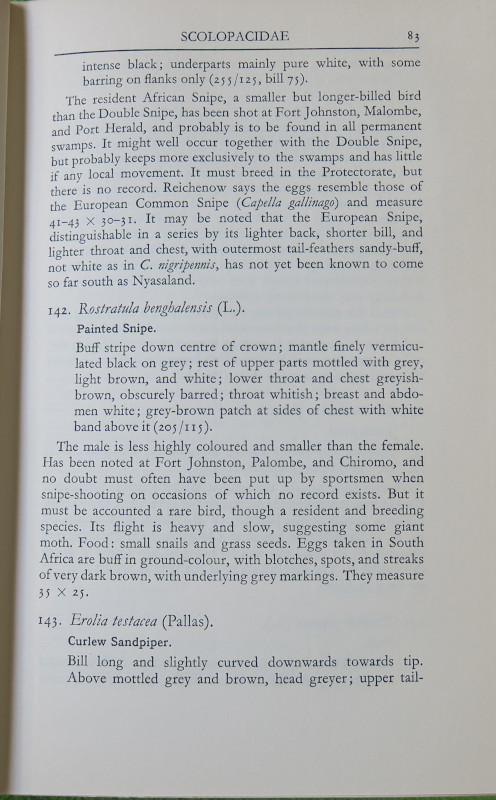 SCOLOPACIDAE 83
intense black; underparts mainly pure white, with some
barring on flanks only (255/125, bill 75).
The resident African Snipe, a smaller but longer-billed bird
than the Double Snipe, has been shot at Fort Johnston, Malombe,
and Port Herald, and probably is to be found in all permanent
swamps. It might well occur together with the Double Snipe,
but probably keeps more exclusively to the swamps and has little
if any local movement. It must breed in the Protectorate, but
there is no record. Reichenow says the eggs resemble those of
the European Common Snipe (Capella gallinago) and measure
41-43 × 30-31. It may be noted that the European Snipe,
distinguishable in a series by its lighter back, shorter bill, and
lighter throat and chest, with outermost tail-feathers sandy-buff,
not white as in C. nigripennis, has not yet been known to come
so far south as Nyasaland.
142. Rostratula benghalensis (L.).
Painted Snipe.
Buff stripe down centre of crown; mantle finely vermicu-
lated black on grey; rest of upper parts mottled with grey,
light brown, and white; lower throat and chest greyish-
brown, obscurely barred; throat whitish; breast and abdo-
men white; grey-brown patch at sides of chest with white
band above it (205/115).
The male is less highly coloured and smaller than the female.
Has been noted at Fort Johnston, Palombe, and Chiromo, and
no doubt must often have been put up by sportsmen when
snipe-shooting on occasions of which no record exists. But it
must be accounted a rare bird, though a resident and breeding
species. Its flight is heavy and slow, suggesting some giant
moth. Food: small snails and grass seeds. Eggs taken in South
Africa are buff in ground-colour, with blotches, spots, and streaks
of very dark brown, with underlying grey markings. They measure
35 × 25.
143. Erolia testacea (Pallas).
Curlew Sandpiper.
Bill long and slightly curved downwards towards tip.
Above mottled grey and brown, head greyer; upper tail-